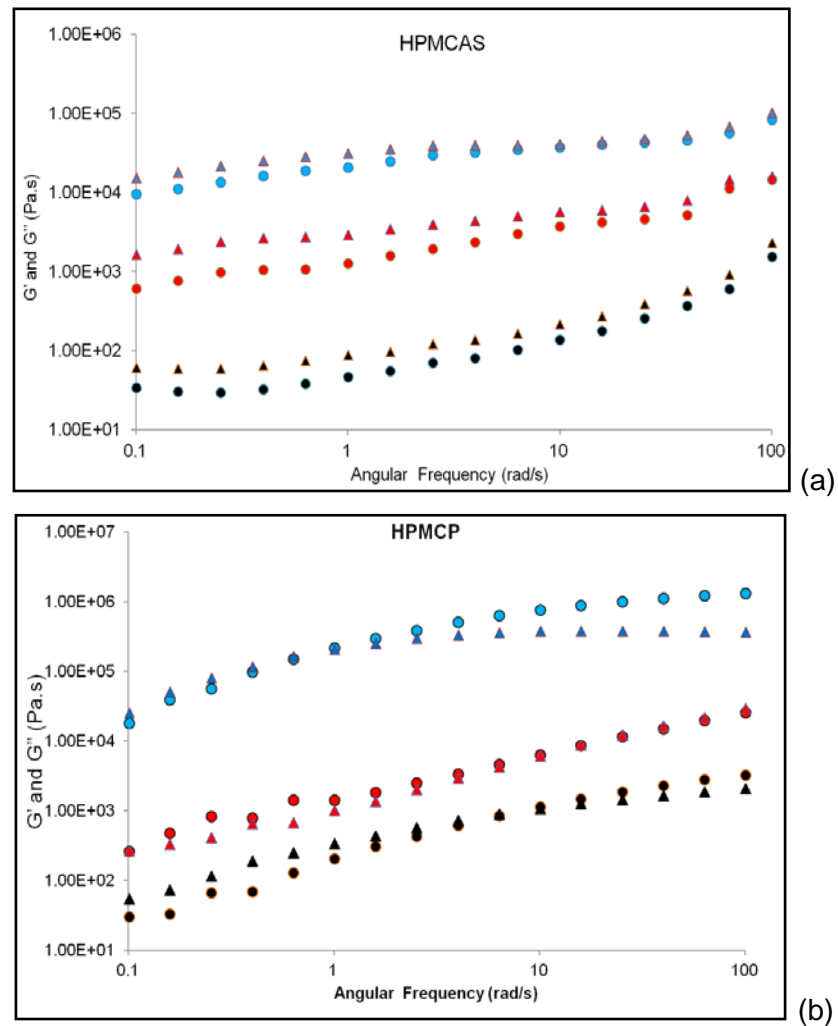 HPMCAS
1.00E+06
1.00E+05
1.00E+04
1.00E+03
1.00E+02
1.00E+01
G' and G" (Pa.s)
0.1 1 10 100
Angular Frequency (rad/s)
(a)
HPMCP
1.00E+07
1.00E+06
1.00E+05
1.00E+04
1.00E+03
1.00E+02
1.00E+01
G' and G" (Pa.s)
0.1 1 10 100
Angular Frequency (rad/s)
(b)